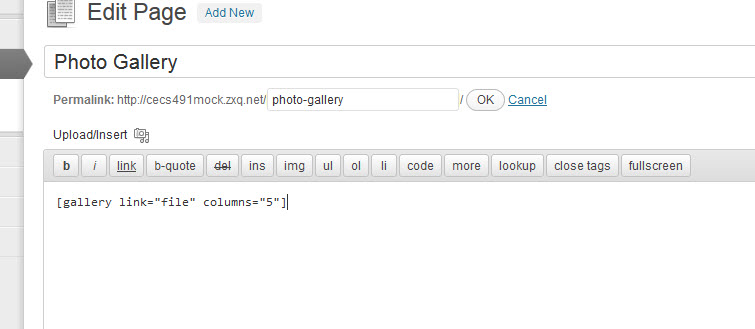 Edit Page Add New
Photo Gallery
Permalink: http://cecs491mock.zxq.net/photo-gallery/ OK Cancel
Upload/Insert
b i link b-quote del ins img ul ol li code more lookup close tags fullscreen
[gallery link="file" columns="5"]